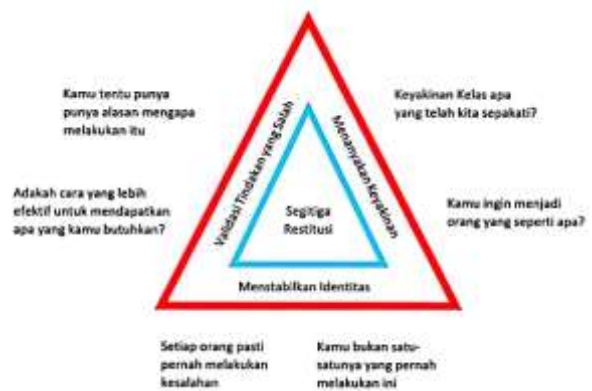 Kamu tentu punya
punya alasan mengapa
melakukan itu
Keyakinan Kelas apa
yang telah kita sepakati?
Validasi Tindakan yang Salah
Menanyakan Keyakinan
Adakah cara yang lebih
efektif untuk mendapatkan
apa yang kamu butuhkan?
Segitiga
Restitusi
Kamu ingin menjadi
orang yang seperti apa?
Menstabilkan Identitas
Setiap orang pasti
pernah melakukan
kesalahan
Kamu bukan satu-
satunya yang pernah
melakukan ini